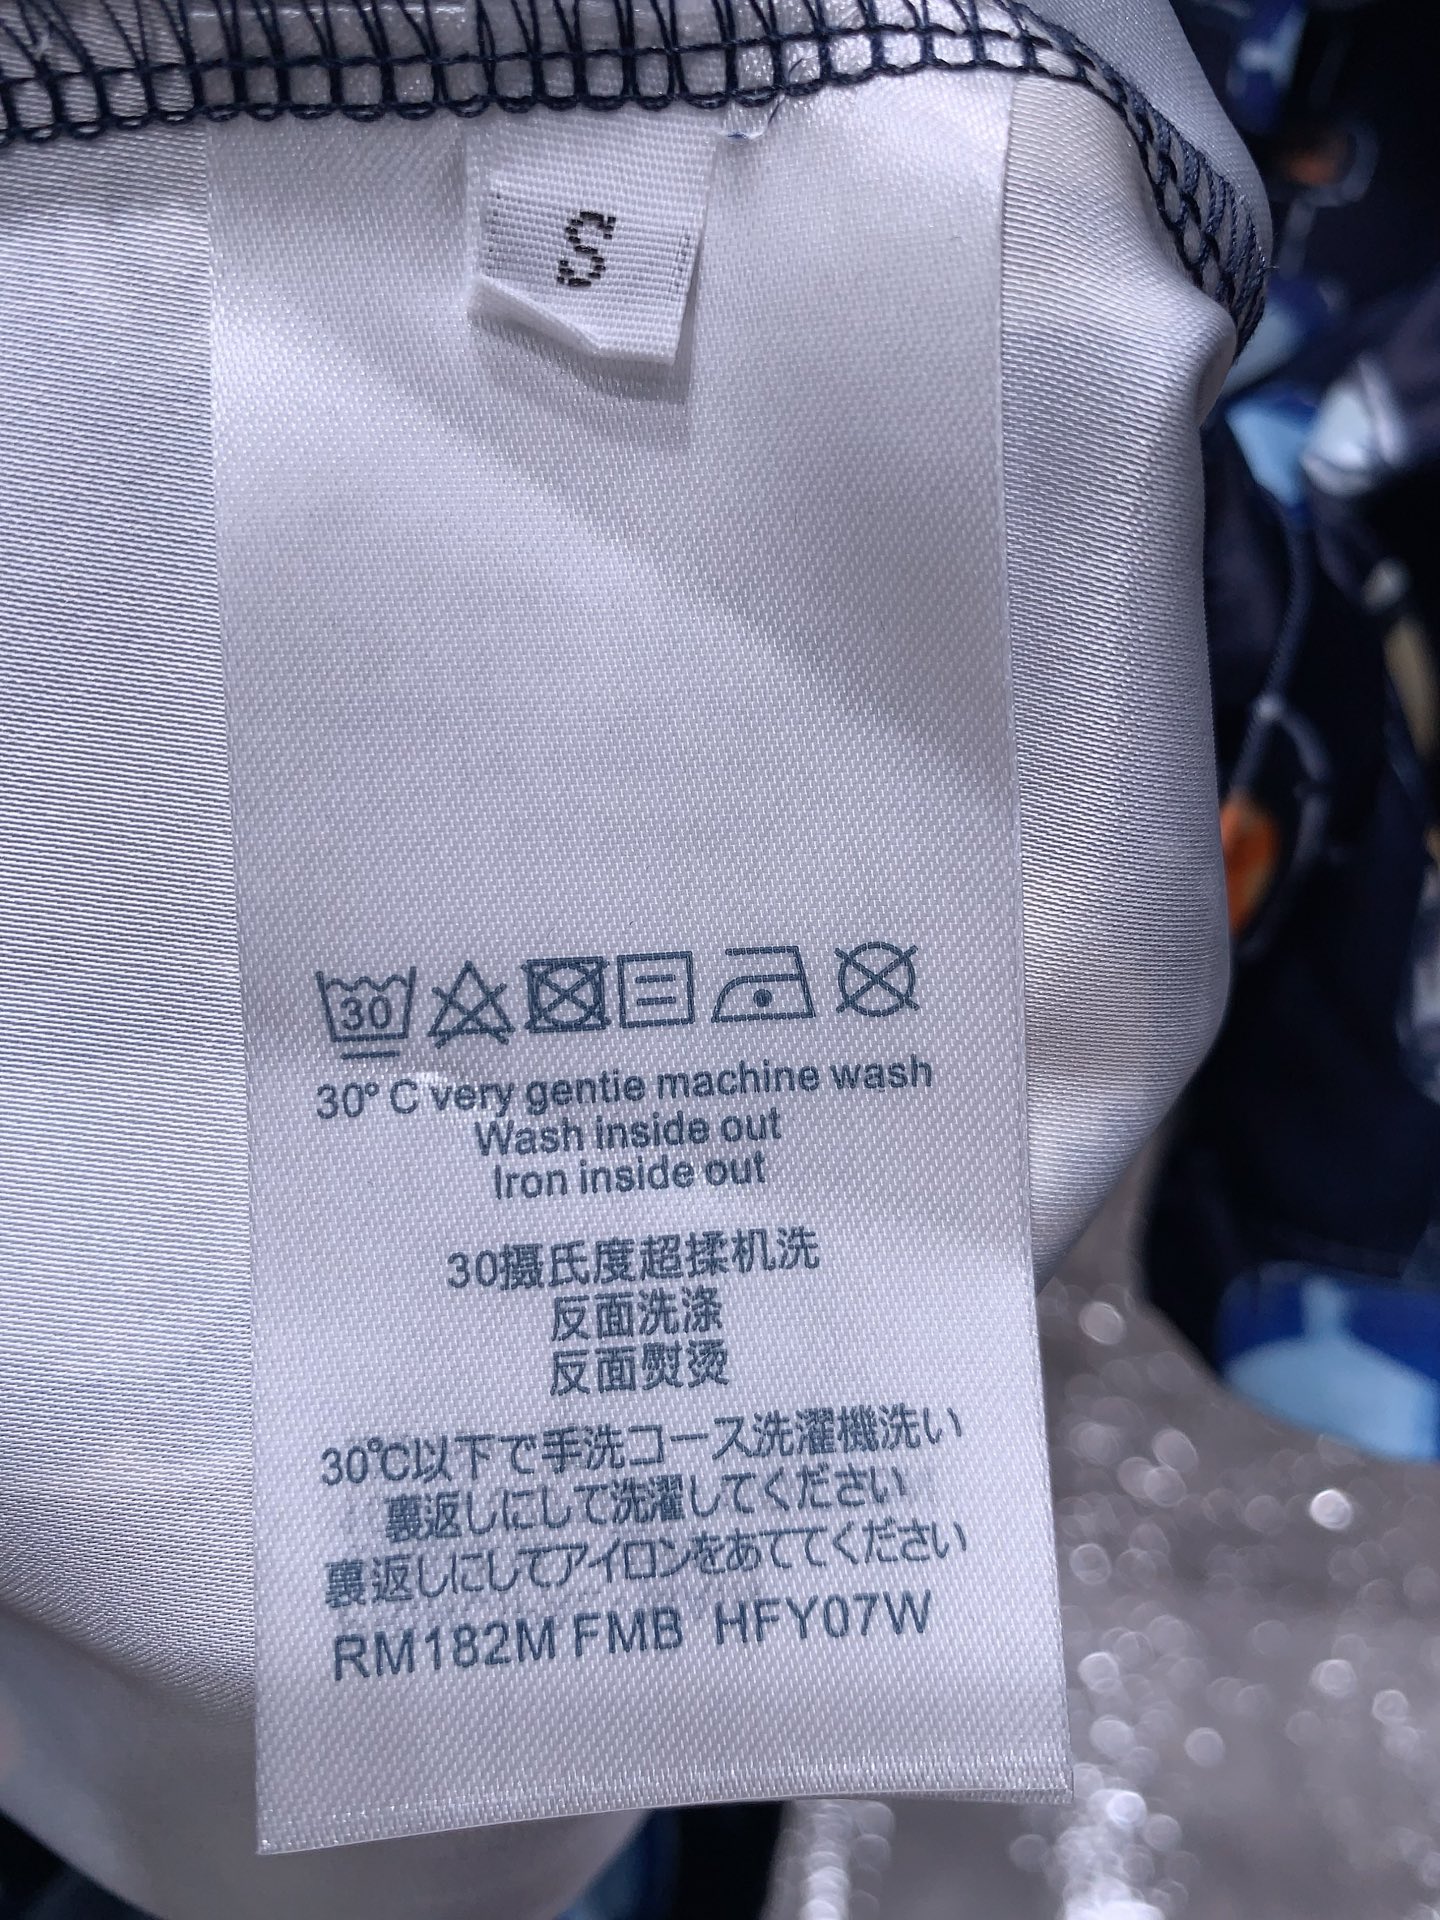 S
30
30° C very gentie machine wash
Wash inside out
Iron inside out
30摄氏度超揉机洗
反面洗涤
反面熨烫
30℃以下で手洗コース洗濯機洗い
裏返しにして洗濯してください
裏返しにしてアイロンをあててください
RM182M FMB HFY07W